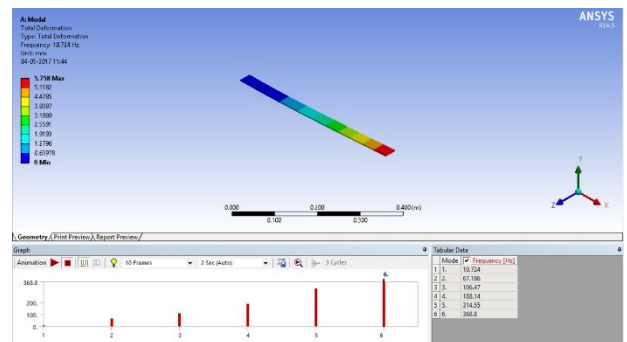 A: Modal
Total Deformation
Type: Total Deformation
Frequency: 10.724 Hz
Unit: mm
04-05-2017 11:44
5.758 Max
5.1182
4.4785
3.8387
3.1989
2.5591
1.9193
1.2796
0.63978
0 Min
ANSYS
R14.5
0.000
0.200
0.400 (m)
0.100
0.300
Y
Z
X
Geometry / Print Preview / Report Preview /
Graph
Animation
10 Frames
2 Sec (Auto)
3 Cycles
368.8
200.
100.
0.
6.
1
2
3
4
5
6
Tabular Data
Mode Frequency [Hz]
1 1. 10.724
2 2. 67.186
3 3. 106.47
4 4. 188.14
5 5. 314.55
6 6. 368.8